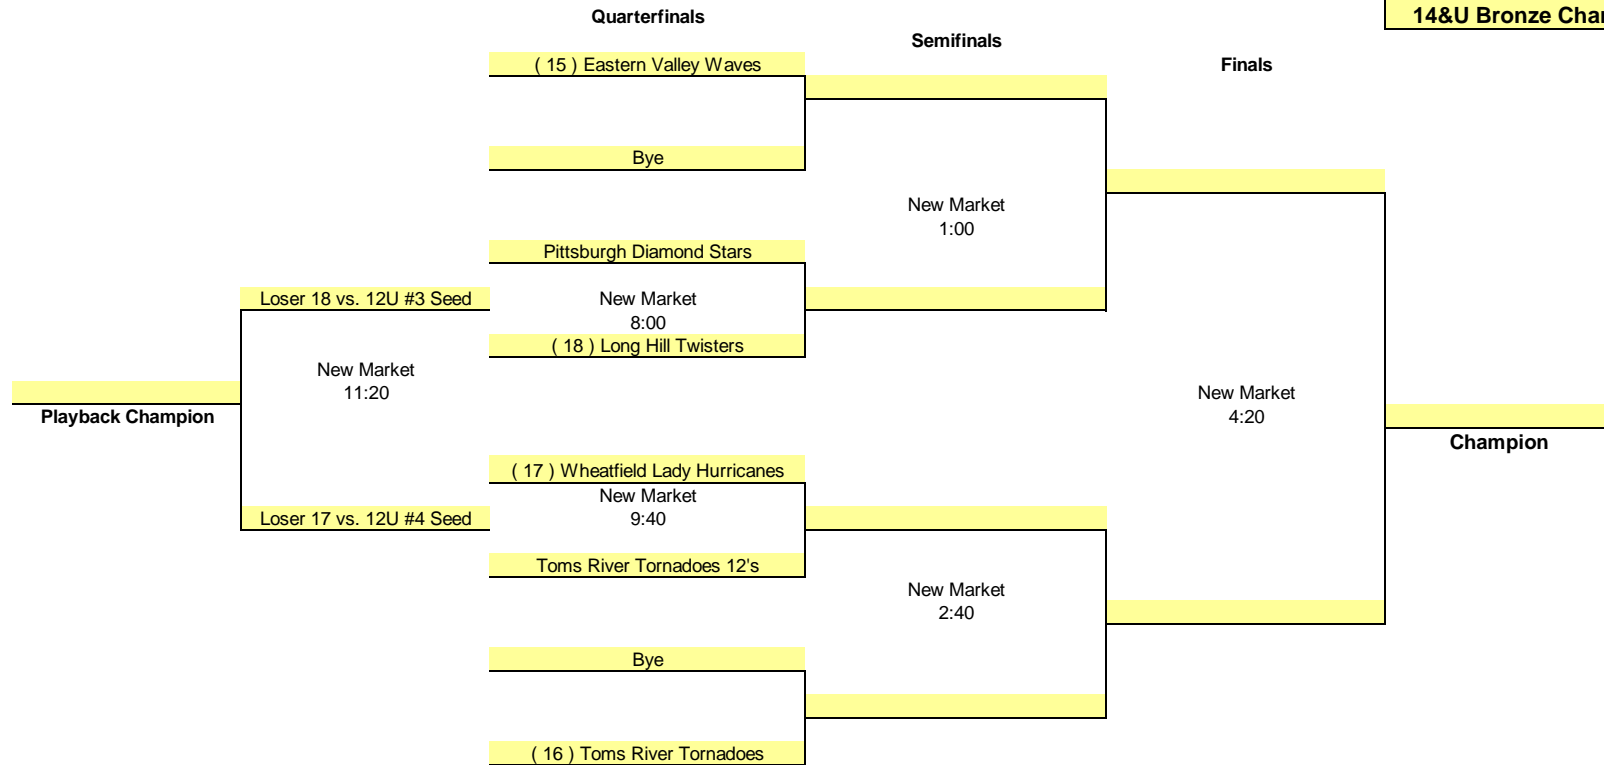 Quarterfinals
14&U Bronze
Semifinals
Finals
( 15 ) Eastern Valley Waves
Bye
New Market
1:00
Pittsburgh Diamond Stars
Loser 18 vs. 12U #3 Seed
New Market
8:00
( 18 ) Long Hill Twisters
New Market
11:20
Playback Champion
New Market
4:20
Champion
( 17 ) Wheatfield Lady Hurricanes
New Market
9:40
Loser 17 vs. 12U #4 Seed
Toms River Tornadoes 12's
New Market
2:40
Bye
( 16 ) Toms River Tornadoes